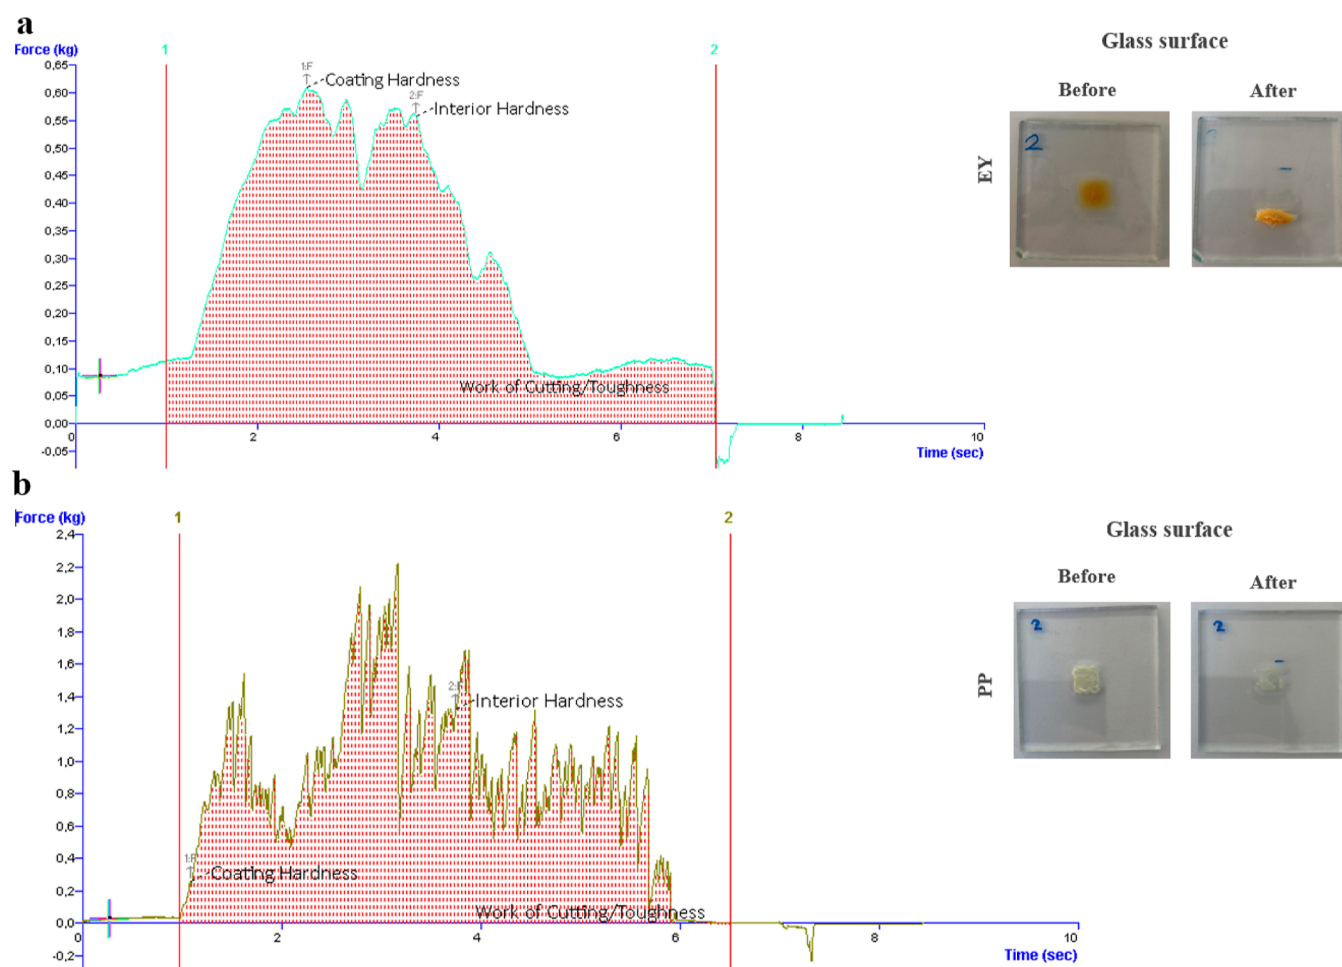 a
Force (kg)
1
2
0,65
0,60
0,55
0,50
0,45
0,40
0,35
0,30
0,25
0,20
0,15
0,10
0,05
0,00
-0,05
1:F
Coating Hardness
2:F
Interior Hardness
Work of Cutting/Toughness
0
2
4
6
8
10
Time (sec)
Glass surface
Before
After
EY
2
b
Force (kg)
1
2
2,4
2,2
2,0
1,8
1,6
1,4
1,2
1,0
0,8
0,6
0,4
0,2
0,0
-0,2
1:F
Coating Hardness
2:F
Interior Hardness
Work of Cutting/Toughness
0
2
4
6
8
10
Time (sec)
Glass surface
Before
After
PP
2
2